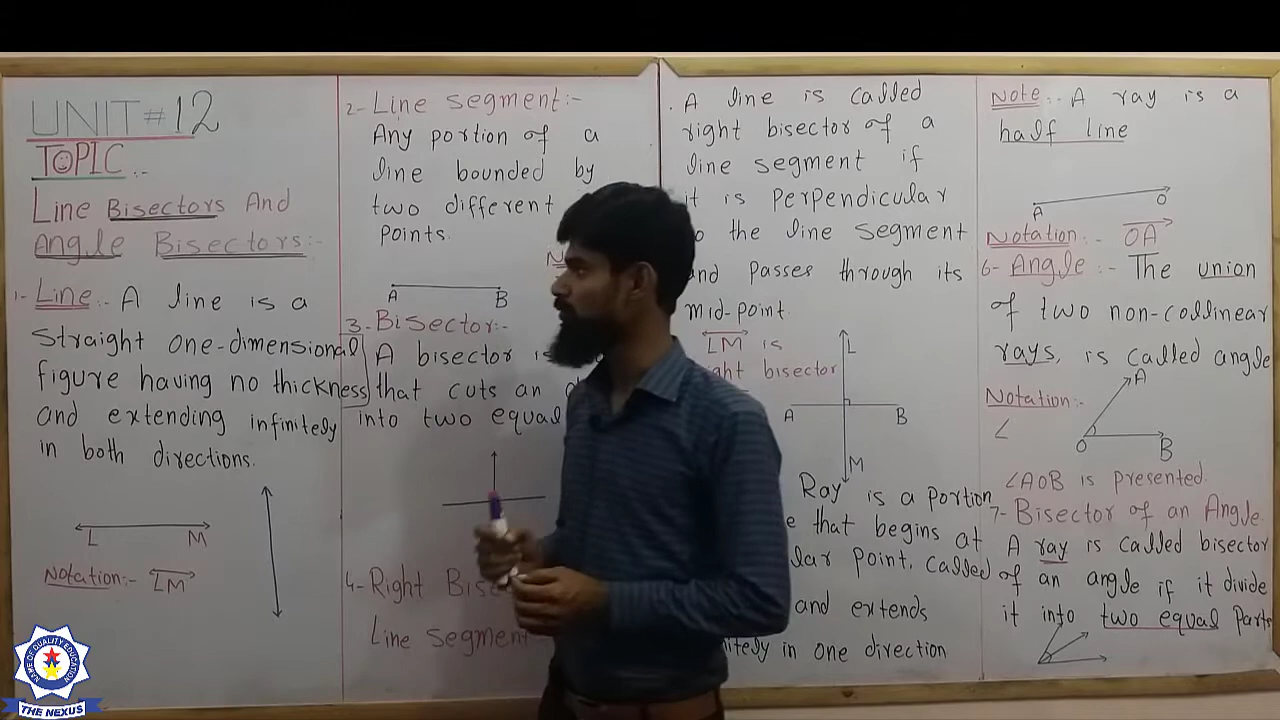 UNIT #12
TOPIC :-
Line Bisectors And
Angle Bisectors:-
1- Line:- A line is a
straight one-dimensional
figure having no thickness
and extending infinitely
in both directions.
L M
Notation:- LM
2- Line segment:-
Any portion of a
line bounded by
two different
points.
A B
3- Bisector:-
A bisector is
that cuts an
into two equal
4- Right
Line segment
. A line is called
right bisector of a
line segment if
it is perpendicular
the line segment
and passes through its
mid-point
LM is
right bisector
L
A B
M
Ray is a portion
that begins at
point, called
and extends
in one direction
Note:- A ray is a
half line
A O
Notation:- OA
6- Angle:- The union
of two non-collinear
rays, is called angle
Notation:-
∠
A
O B
∠AOB is presented.
7- Bisector of an Angle.
A ray is called bisector
of an angle if it divide
it into two equal parts
NAME OF QUALITY EDUCATION
THE NEXUS